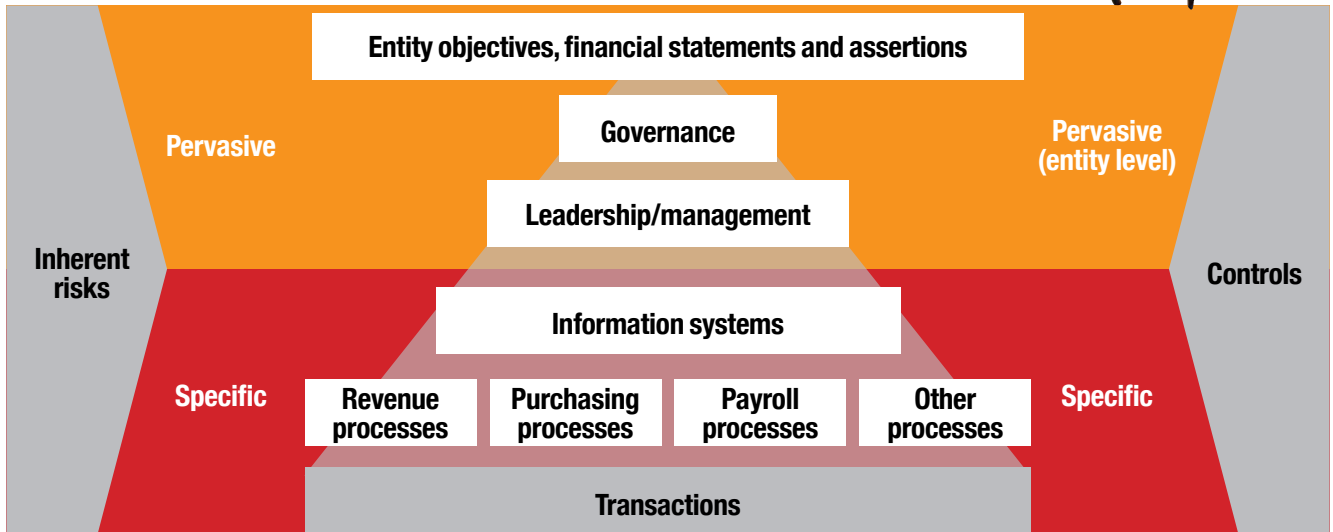 Entity objectives, financial statements and assertions
Governance
Pervasive
Pervasive
(entity level)
Leadership/management
Inherent
risks
Controls
Information systems
Specific
Revenue
processes
Purchasing
processes
Payroll
processes
Other
processes
Specific
Transactions